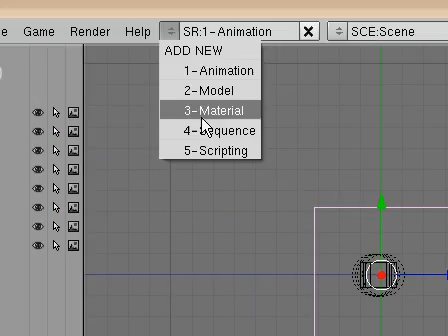 e Game Render Help SR:1-Animation SCE:Scene
ADD NEW
1-Animation
2-Model
3-Material
4-Sequence
5-Scripting